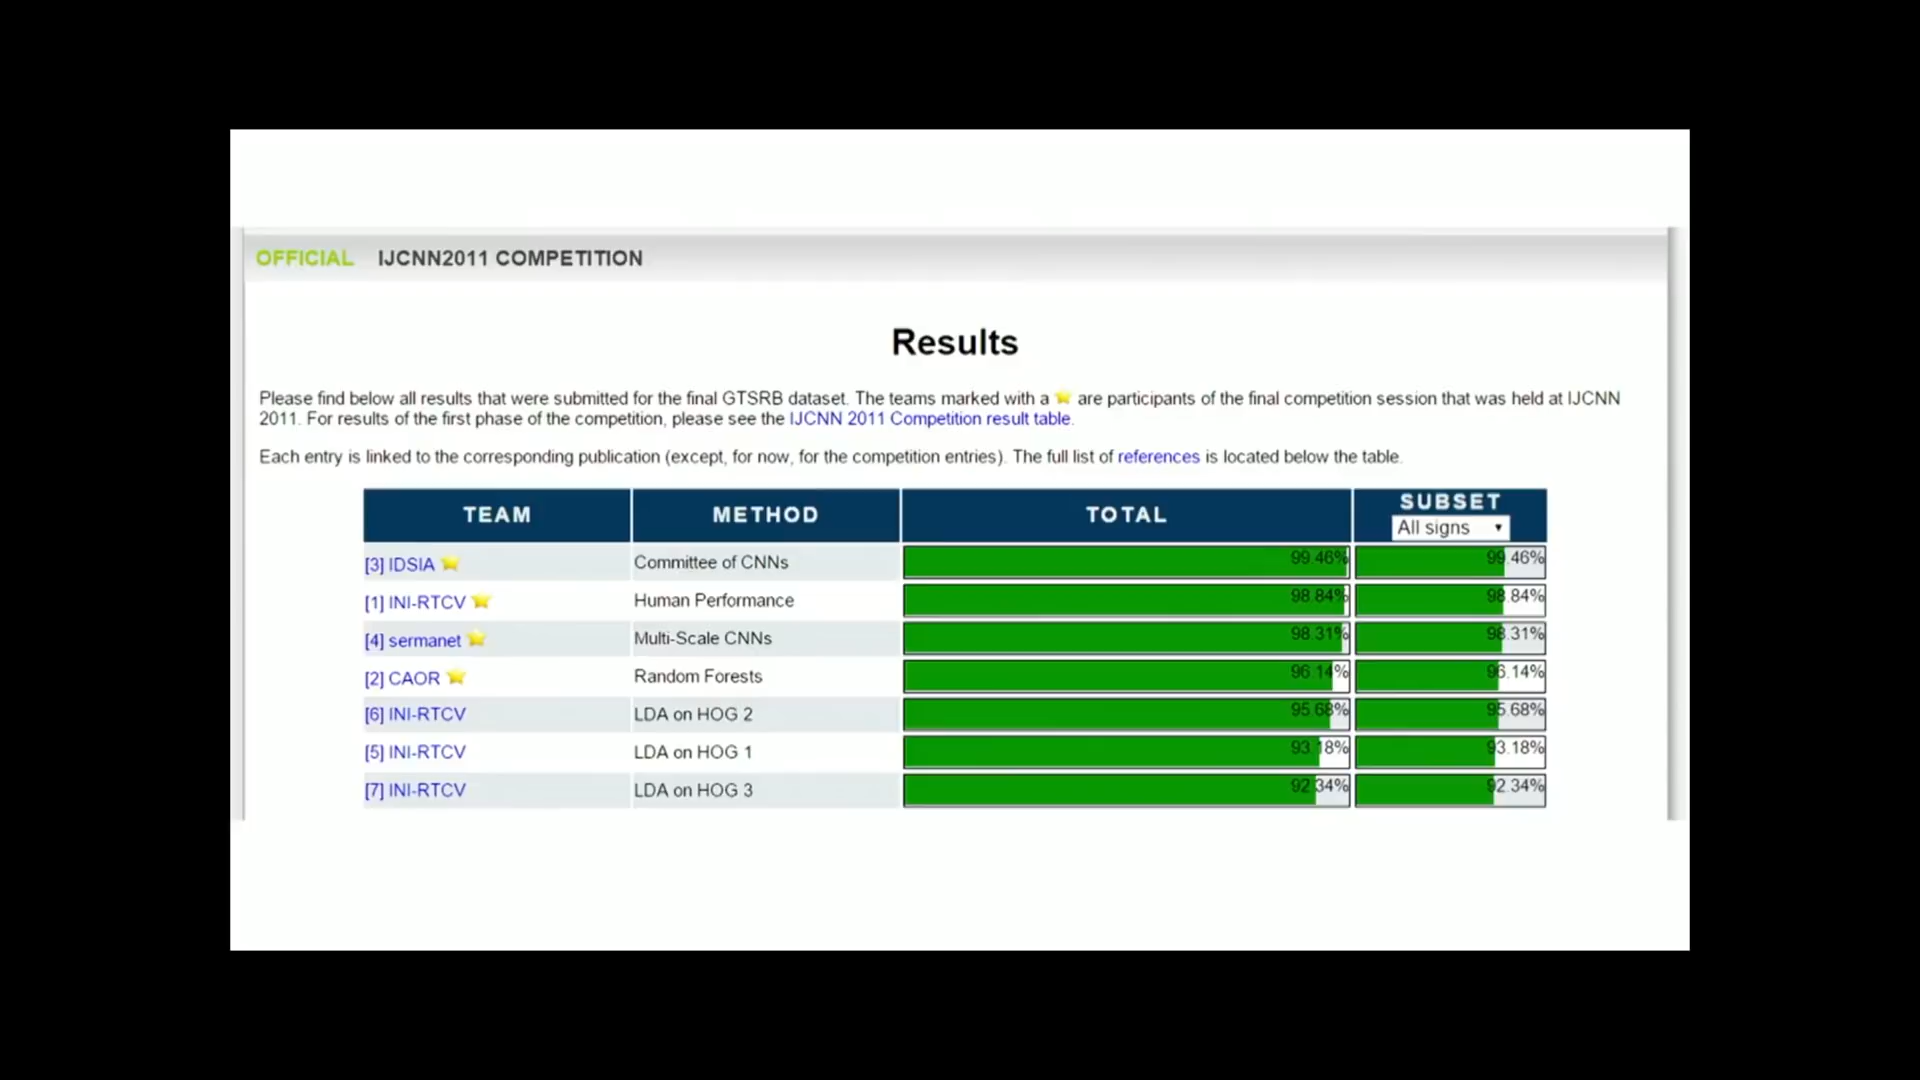 OFFICIAL IJCNN2011 COMPETITION
Results
Please find below all results that were submitted for the final GTSRB dataset. The teams marked with a are participants of the final competition session that was held at IJCNN
2011. For results of the first phase of the competition, please see the IJCNN 2011 Competition result table.
Each entry is linked to the corresponding publication (except, for now, for the competition entries). The full list of references is located below the table.
TEAM METHOD TOTAL SUBSET
All signs
[3] IDSIA Committee of CNNs 99.46% 99.46%
[1] INI-RTCV Human Performance 98.84% 98.84%
[4] sermanet Multi-Scale CNNs 98.31% 98.31%
[2] CAOR Random Forests 96.14% 96.14%
[6] INI-RTCV LDA on HOG 2 95.68% 95.68%
[5] INI-RTCV LDA on HOG 1 93.18% 93.18%
[7] INI-RTCV LDA on HOG 3 92.34% 92.34%